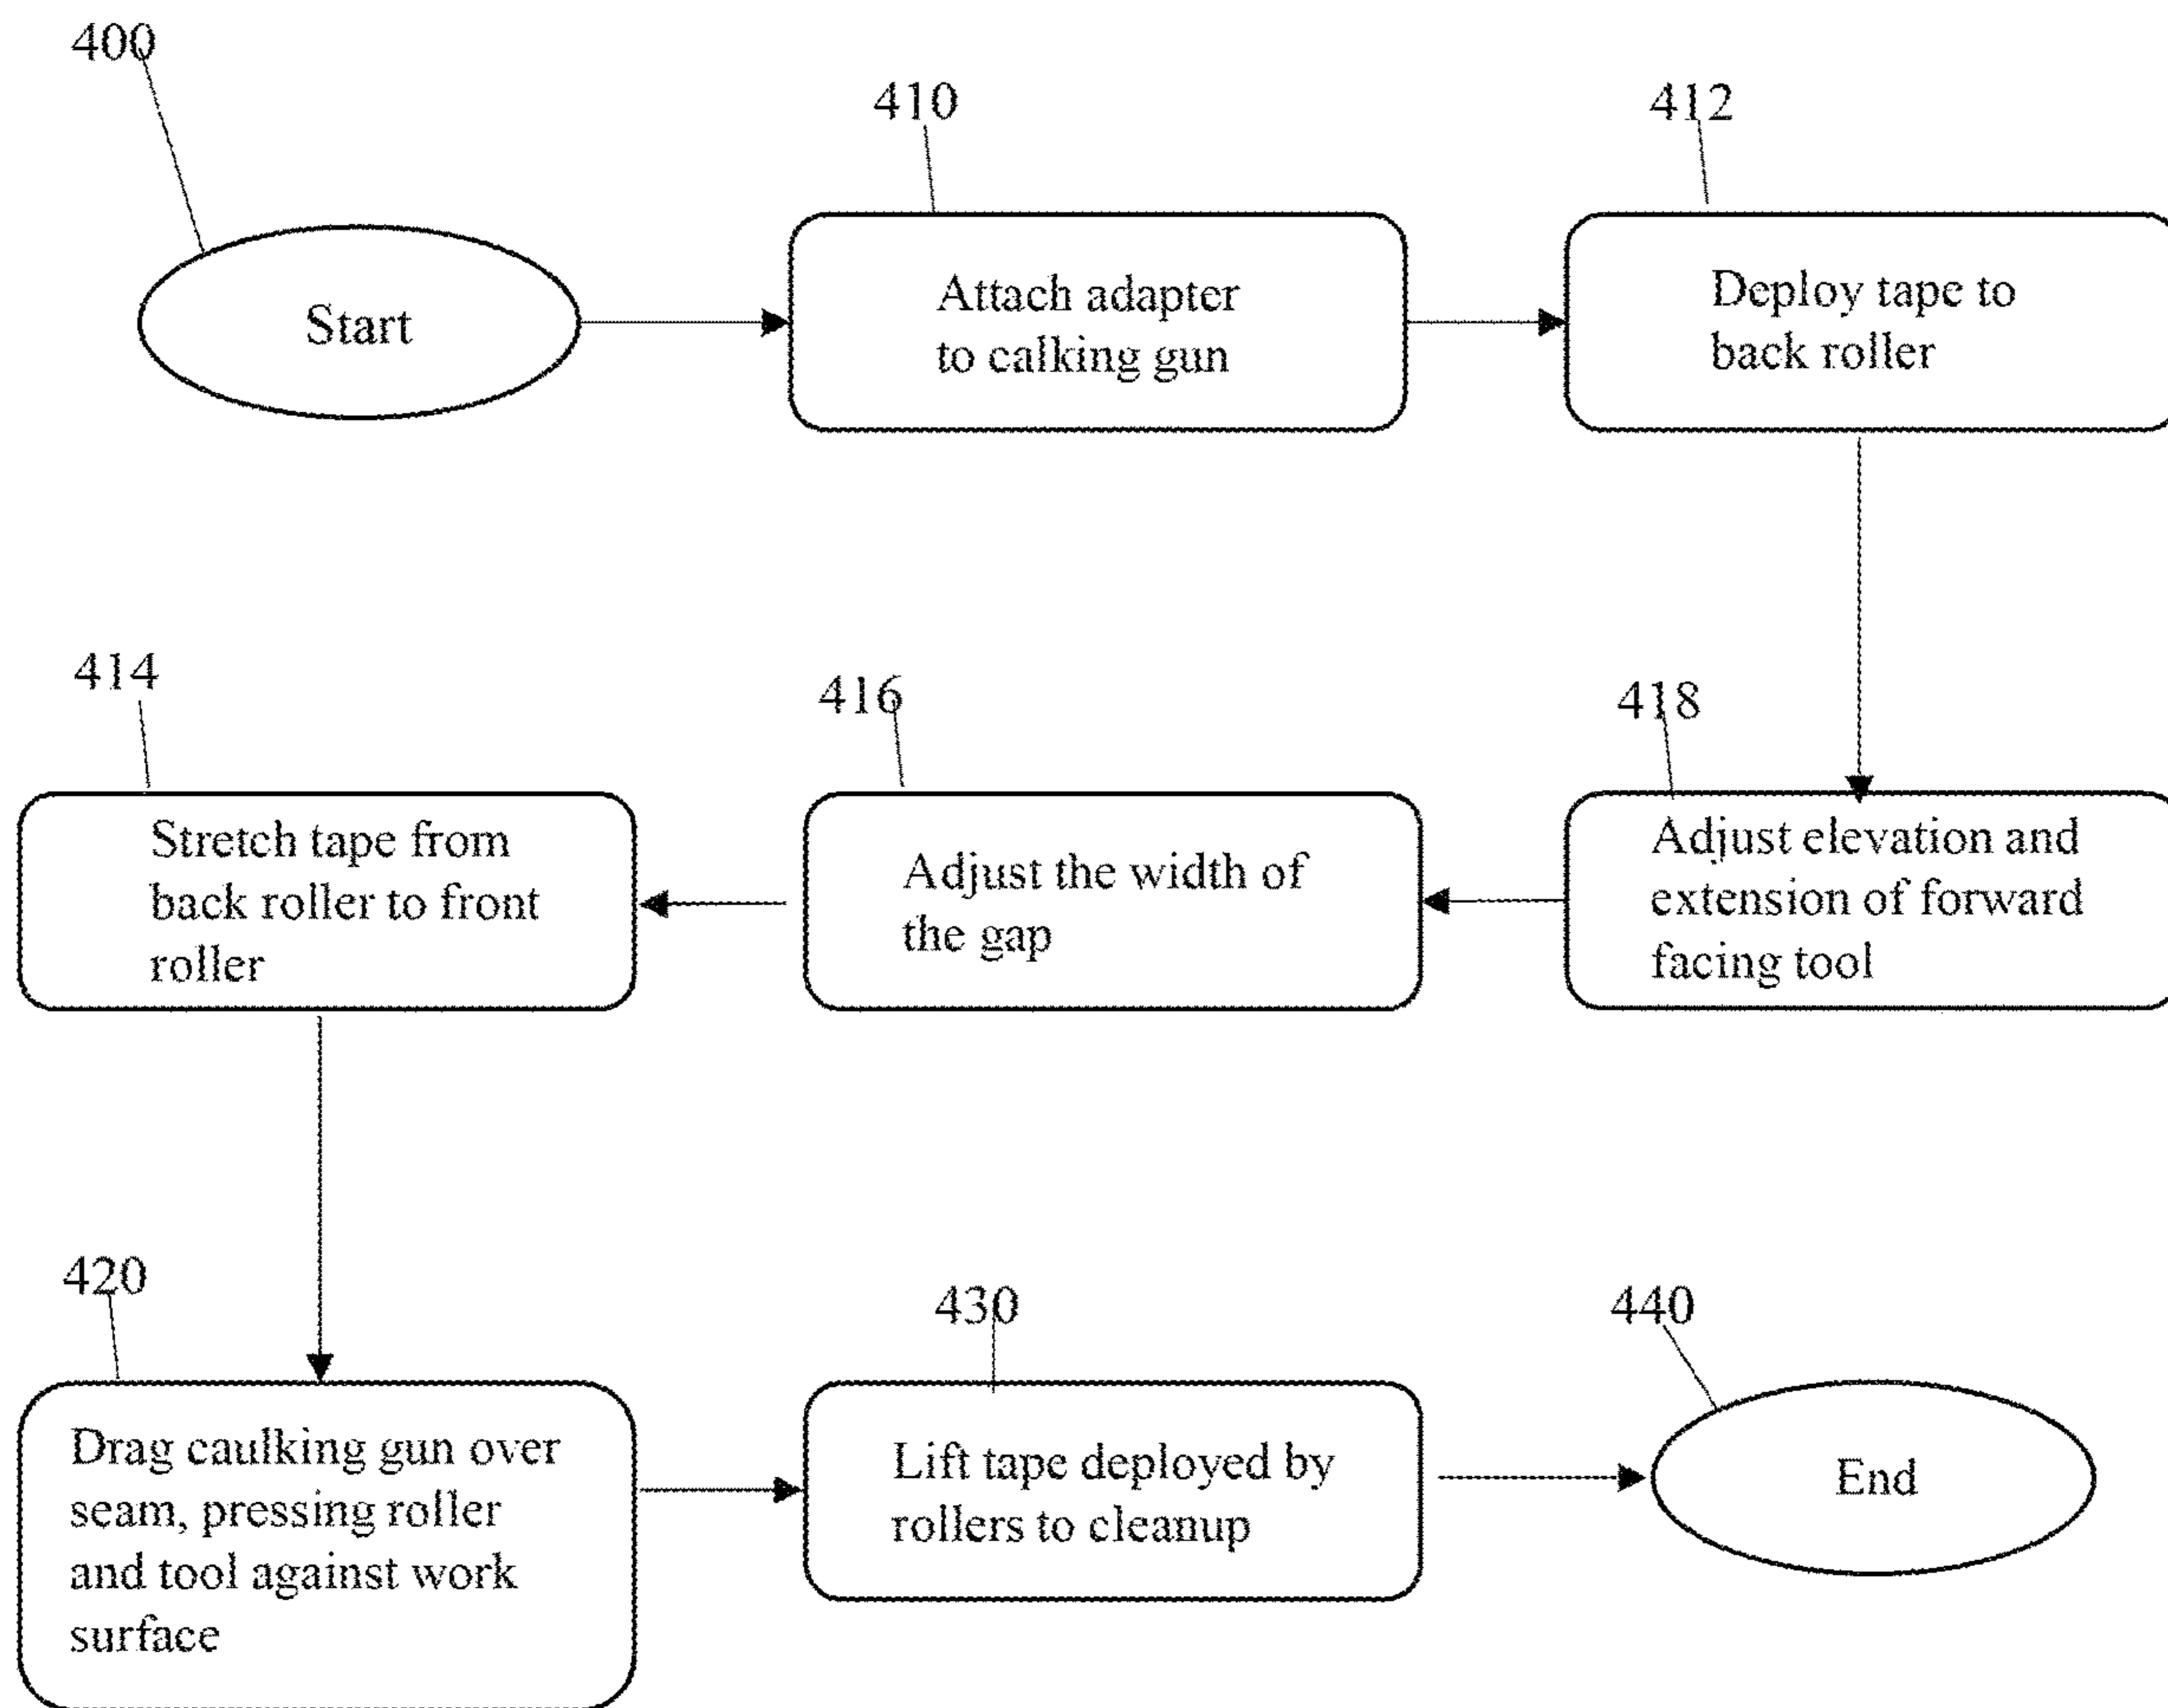 400
410
412
Start
Attach adapter
to calking gun
Deploy tape to
back roller
414
416
418
Stretch tape from
back roller to front
roller
Adjust the width of
the gap
Adjust elevation and
extension of forward
facing tool
420
430
440
Drag caulking gun over
seam, pressing roller
and tool against work
surface
Lift tape deployed by
rollers to cleanup
End